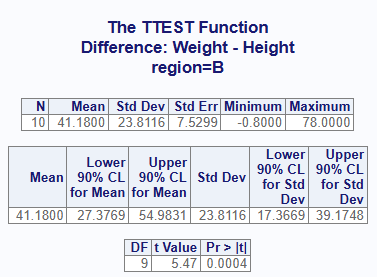 The TTEST Function
Difference: Weight - Height
region=B
N Mean Std Dev Std Err Minimum Maximum
10 41.1800 23.8116 7.5299 -0.8000 78.0000
Mean Lower 90% CL for Mean Upper 90% CL for Mean Std Dev Lower 90% CL for Std Dev Upper 90% CL for Std Dev
41.1800 27.3769 54.9831 23.8116 17.3669 39.1748
DF t Value Pr > |t|
9 5.47 0.0004